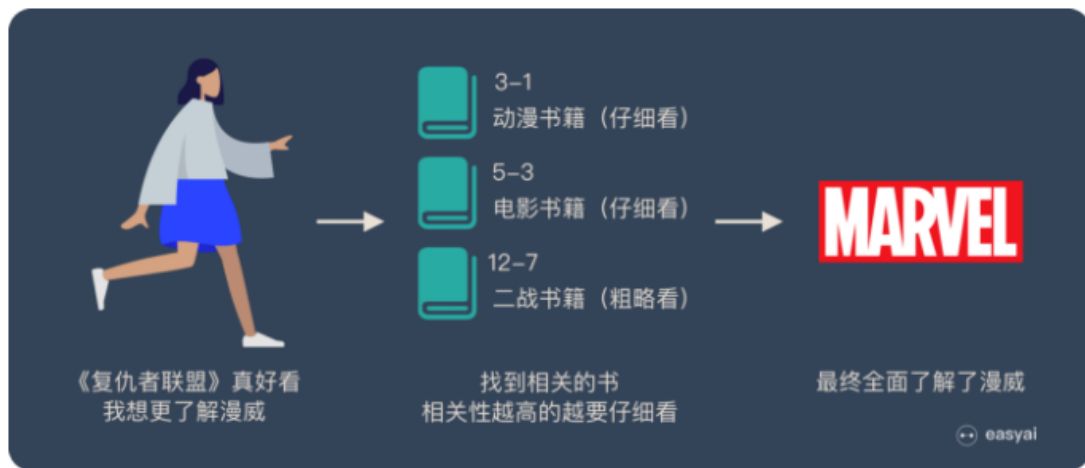 3-1
动漫书籍（仔细看）
5-3
电影书籍（仔细看）
12-7
二战书籍（粗略看）
MARVEL
《复仇者联盟》真好看
我想更了解漫威
找到相关的书
相关性越高的越要仔细看
最终全面了解了漫威
easyai